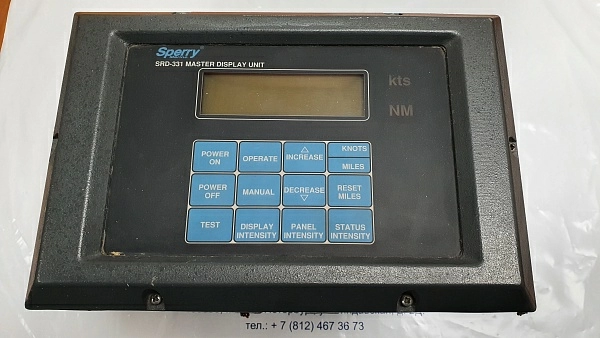 Sperry
SRD-331 MASTER DISPLAY UNIT
kts
NM
POWER ON
OPERATE
△ INCREASE
KNOTS
MILES
POWER OFF
MANUAL
DECREASE ▽
RESET MILES
TEST
DISPLAY INTENSITY
PANEL INTENSITY
STATUS INTENSITY
тел.: + 7 (812) 467 36 73